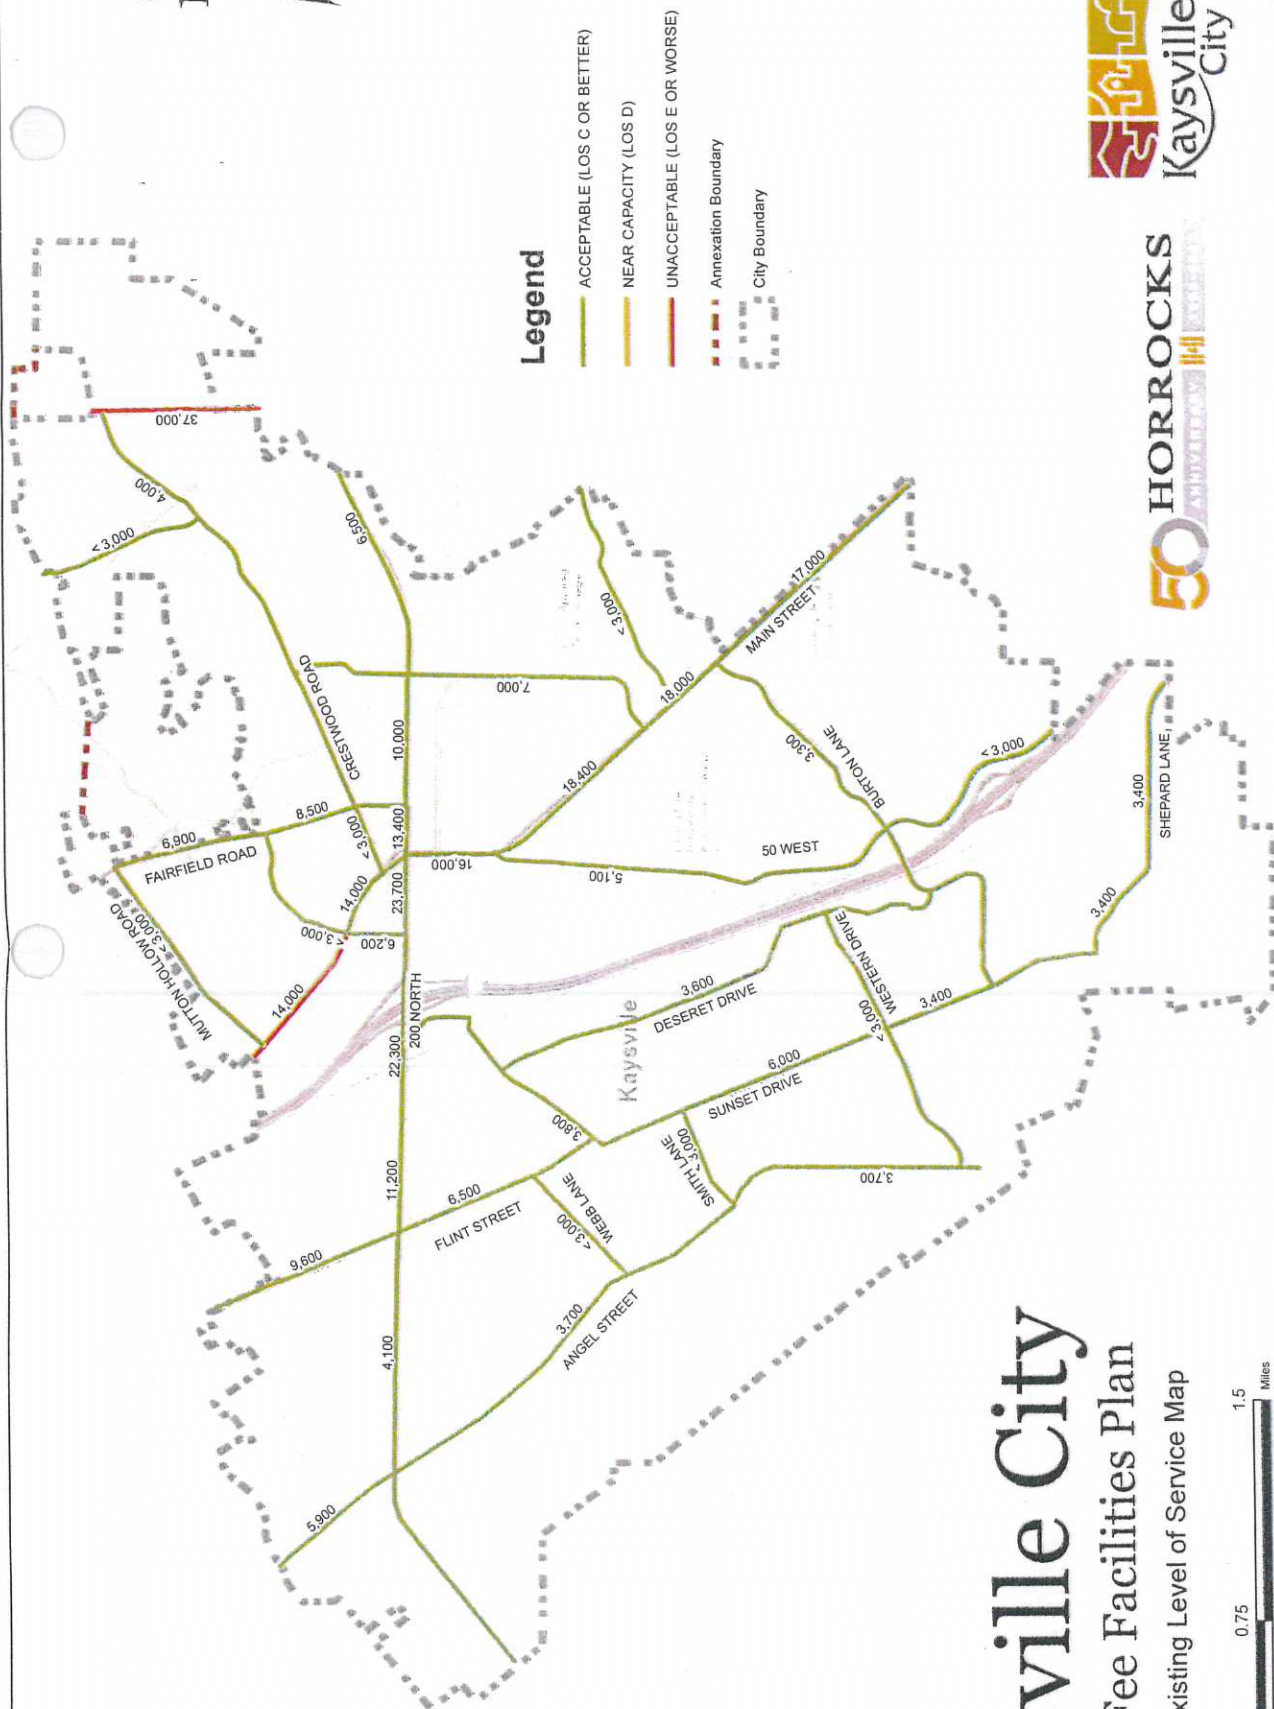 ville City
Fee Facilities Plan
xisting Level of Service Map
0.75
1.5
Miles
Legend
ACCEPTABLE (LOS C OR BETTER)
NEAR CAPACITY (LOS D)
UNACCEPTABLE (LOS E OR WORSE)
Annexation Boundary
City Boundary
50 HORROCKS
ANNIVERSARY
Kaysville
City
37,000
4,000
< 3,000
6,500
< 3,000
17,000
MAIN STREET
18,000
7,000
CRESTWOOD ROAD
10,000
18,400
3,300
BURTON LANE
< 3,000
3,400
SHEPARD LANE
8,500
6,900
FAIRFIELD ROAD
< 3,000
13,400
16,000
5,100
50 WEST
14,000
23,700
< 3,000
6,200
MUTTON HOLLOW ROAD
< 3,000
14,000
200 NORTH
22,300
3,600
DESERET DRIVE
WESTERN DRIVE
< 3,000
3,400
3,400
Kaysville
6,000
SUNSET DRIVE
3,800
SMITH LANE
< 3,000
3,700
11,200
6,500
FLINT STREET
WEBB LANE
< 3,000
9,600
4,100
3,700
ANGEL STREET
5,900